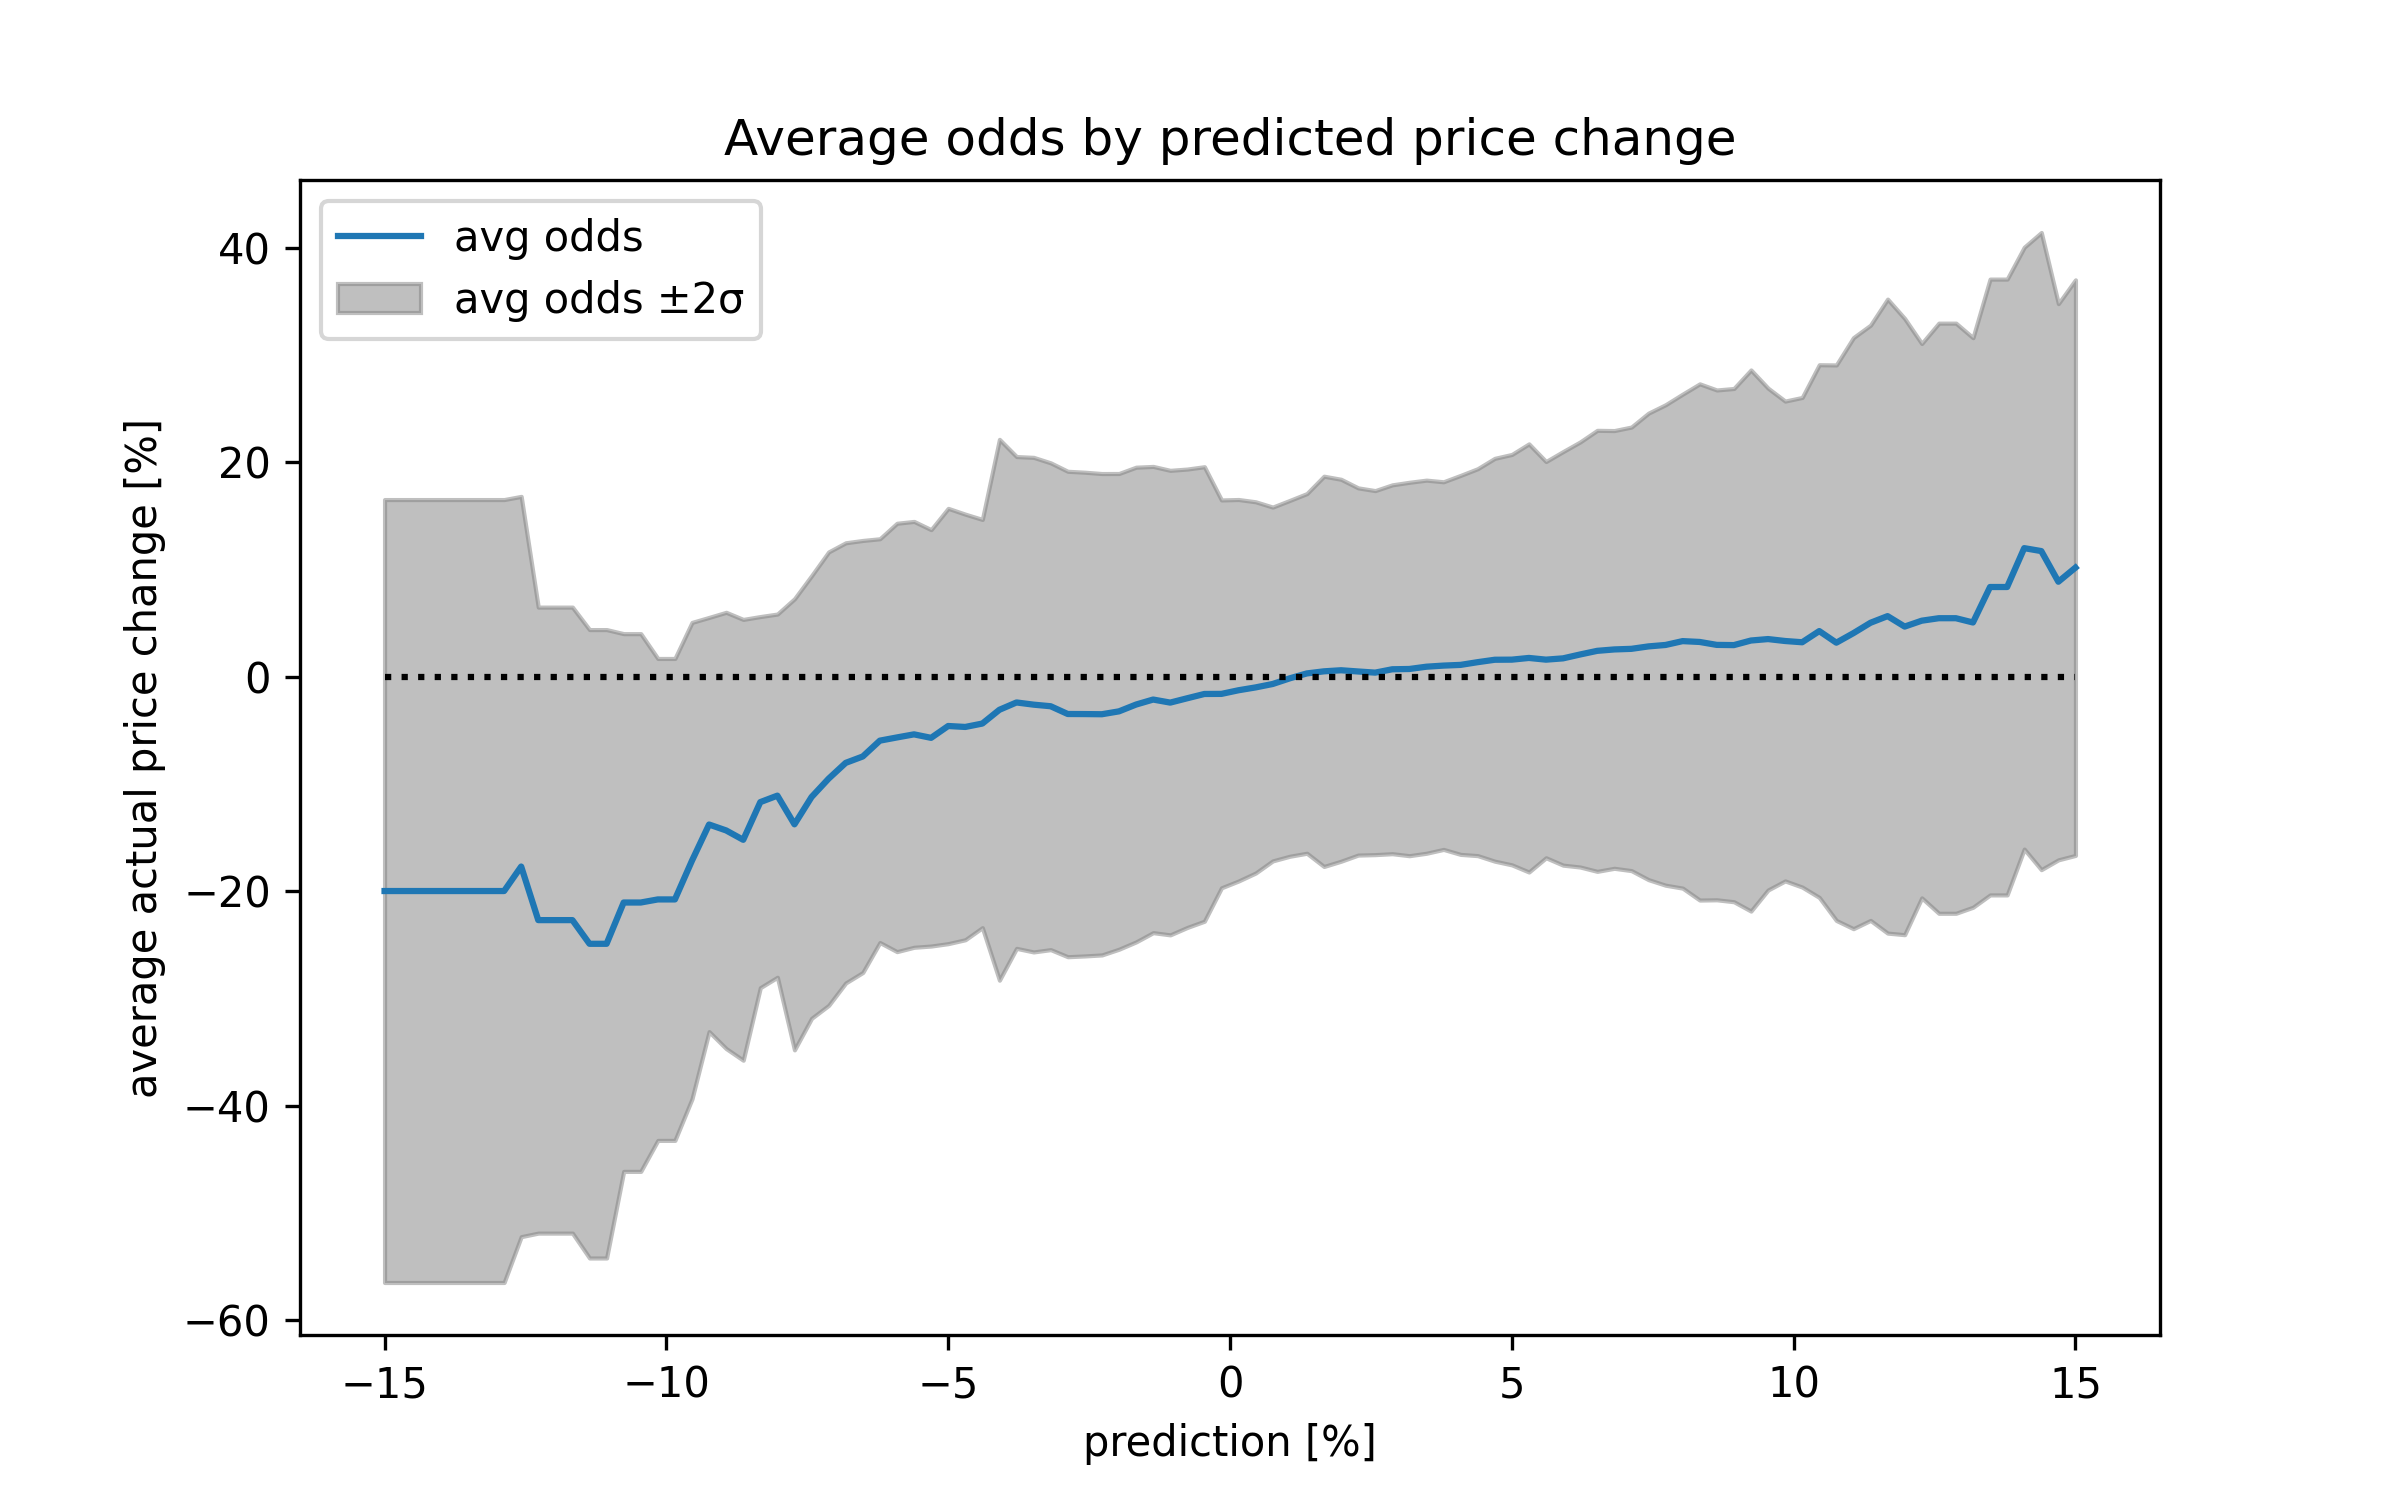 Average odds by predicted price change
avg odds
avg odds ±2σ
40
20
0
−20
−40
−60
average actual price change [%]
−15
−10
−5
0
5
10
15
prediction [%]